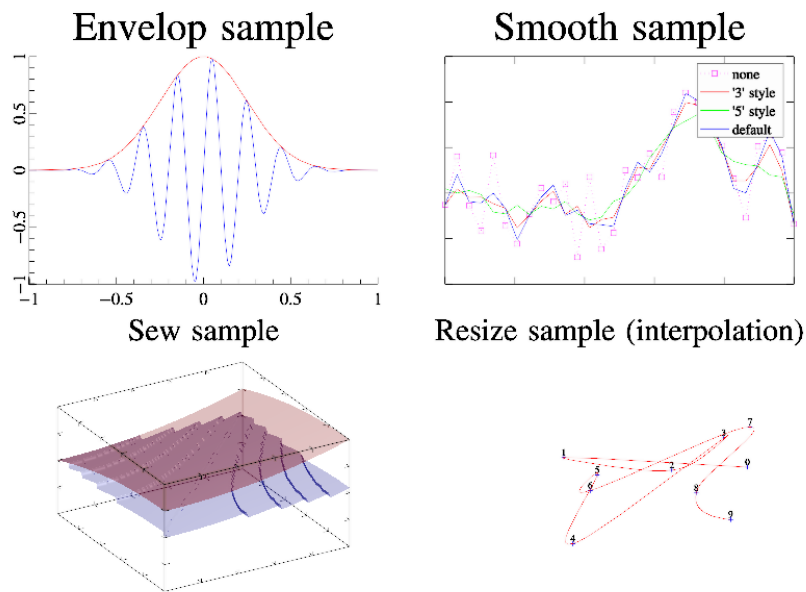 Envelop sample
Smooth sample
1
0.5
0
−0.5
−1
−1
−0.5
0
0.5
1
none
'3' style
'5' style
default
Sew sample
Resize sample (interpolation)
1
2
3
4
5
6
7
8
9
0